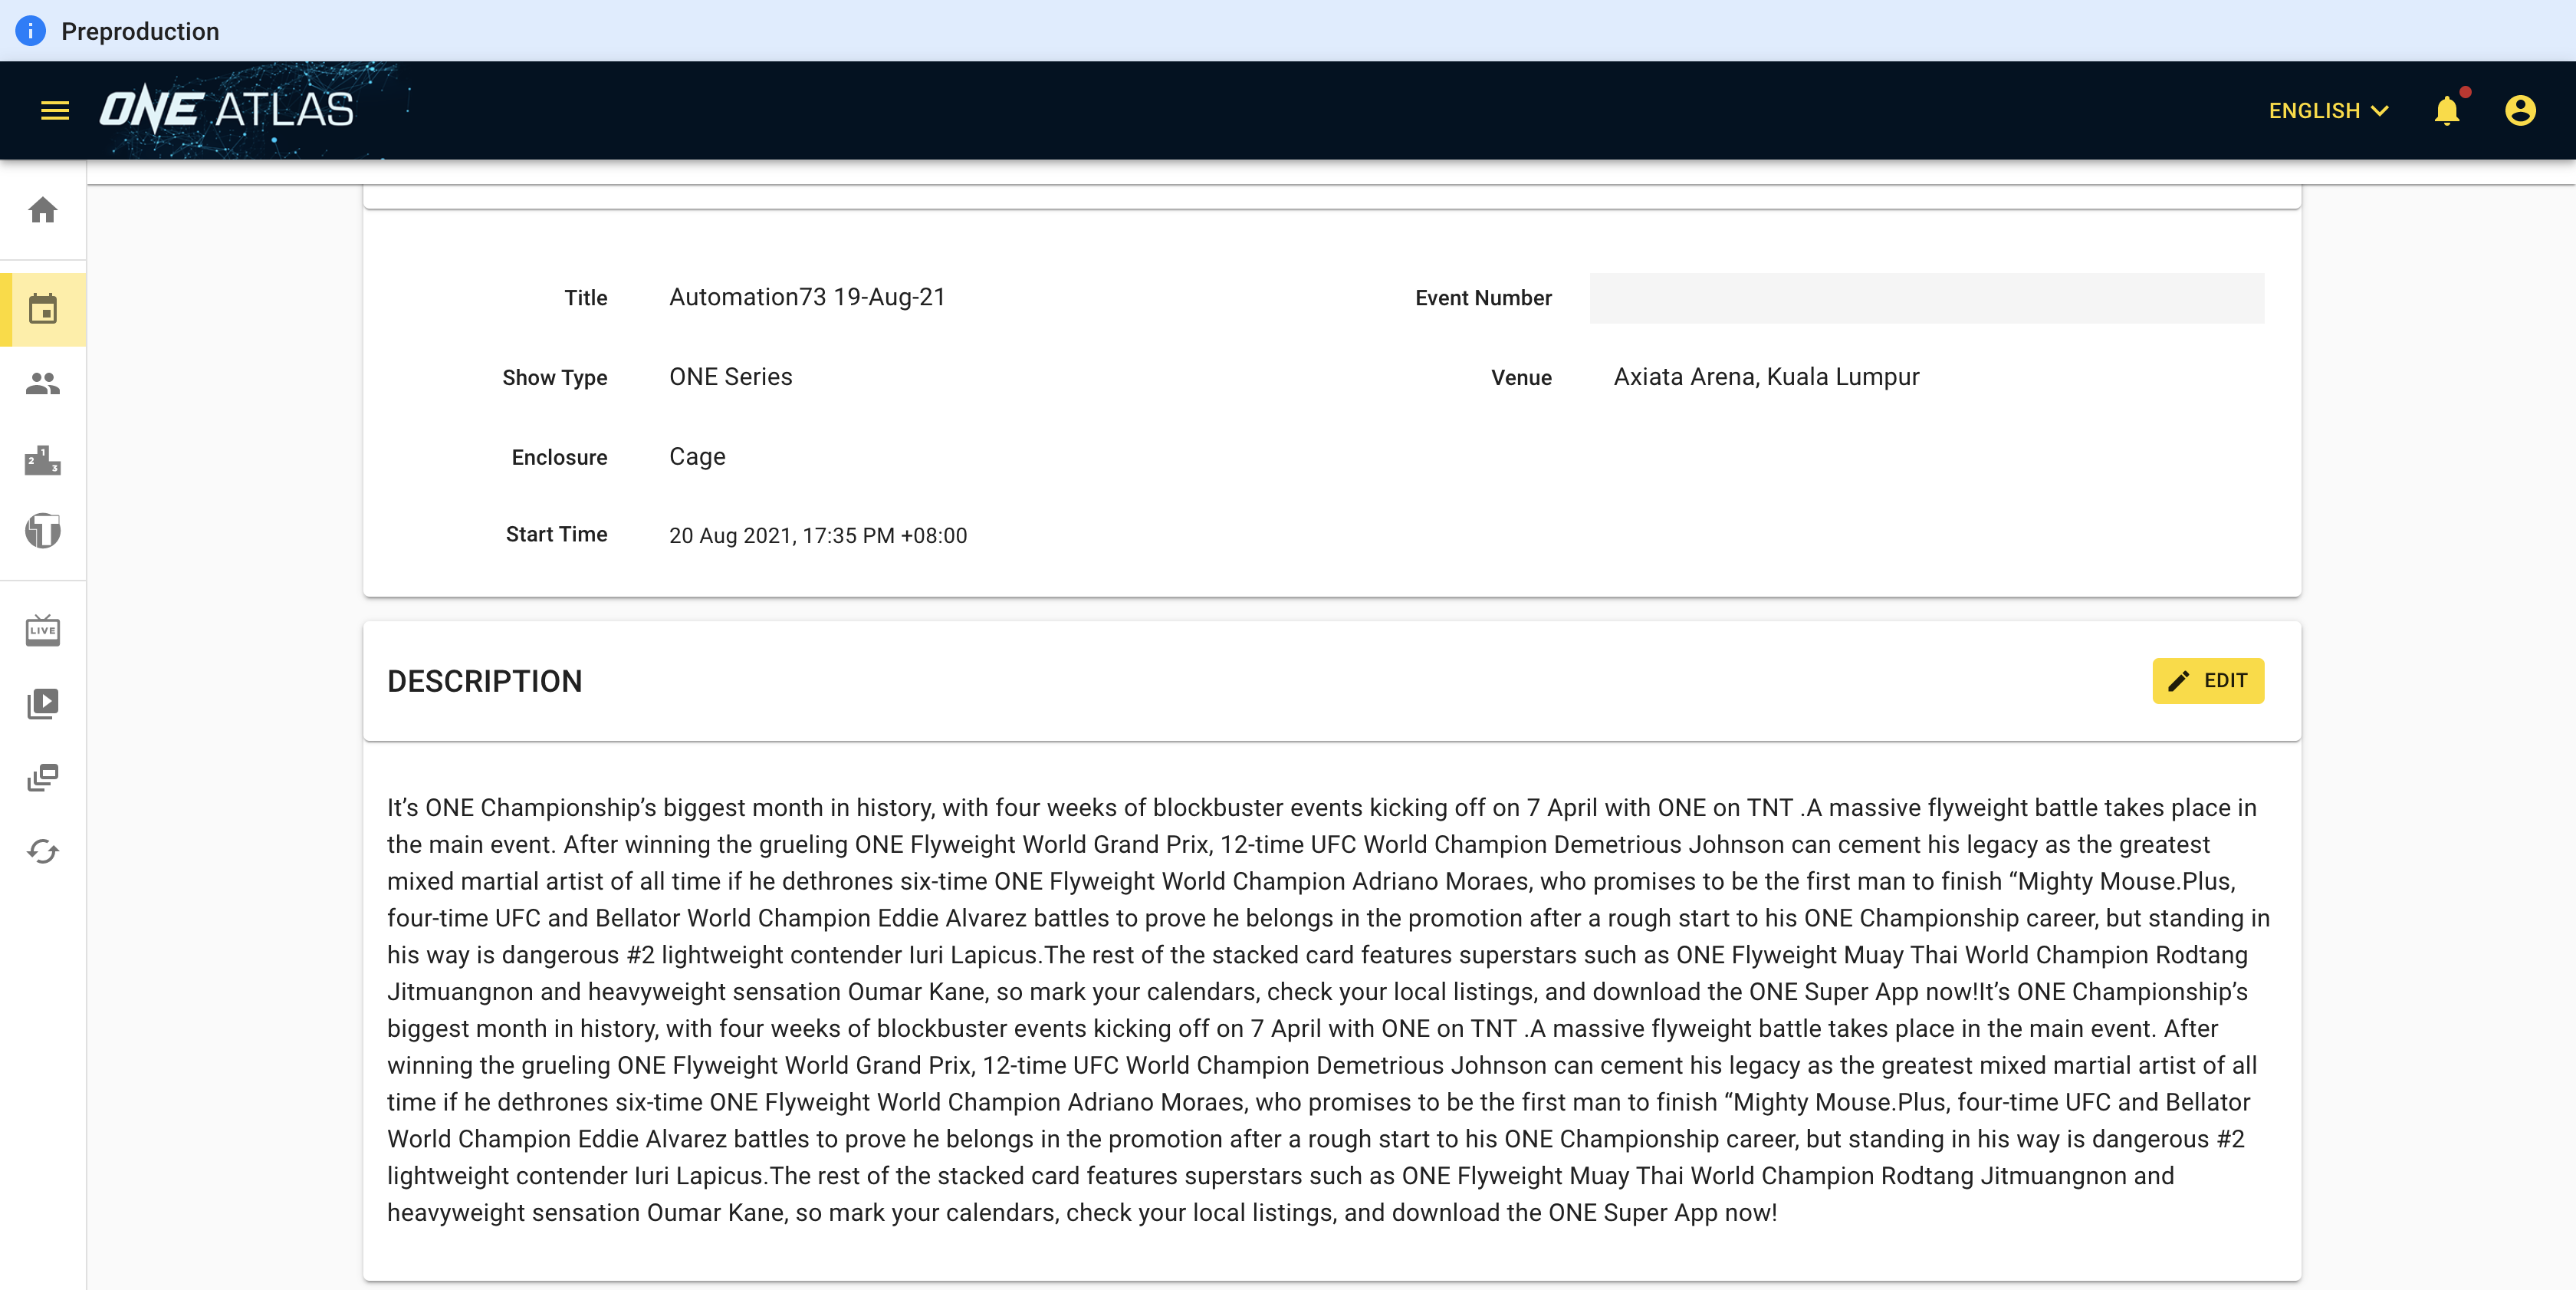 Preproduction
ONE ATLAS
ENGLISH
Title
Automation73 19-Aug-21
Event Number
Show Type
ONE Series
Venue
Axiata Arena, Kuala Lumpur
Enclosure
Cage
Start Time
20 Aug 2021, 17:35 PM +08:00
1
2
3
T
LIVE
DESCRIPTION
EDIT
It’s ONE Championship’s biggest month in history, with four weeks of blockbuster events kicking off on 7 April with ONE on TNT .A massive flyweight battle takes place in
the main event. After winning the grueling ONE Flyweight World Grand Prix, 12-time UFC World Champion Demetrious Johnson can cement his legacy as the greatest
mixed martial artist of all time if he dethrones six-time ONE Flyweight World Champion Adriano Moraes, who promises to be the first man to finish “Mighty Mouse.Plus,
four-time UFC and Bellator World Champion Eddie Alvarez battles to prove he belongs in the promotion after a rough start to his ONE Championship career, but standing in
his way is dangerous #2 lightweight contender Iuri Lapicus.The rest of the stacked card features superstars such as ONE Flyweight Muay Thai World Champion Rodtang
Jitmuangnon and heavyweight sensation Oumar Kane, so mark your calendars, check your local listings, and download the ONE Super App now!It’s ONE Championship’s
biggest month in history, with four weeks of blockbuster events kicking off on 7 April with ONE on TNT .A massive flyweight battle takes place in the main event. After
winning the grueling ONE Flyweight World Grand Prix, 12-time UFC World Champion Demetrious Johnson can cement his legacy as the greatest mixed martial artist of all
time if he dethrones six-time ONE Flyweight World Champion Adriano Moraes, who promises to be the first man to finish “Mighty Mouse.Plus, four-time UFC and Bellator
World Champion Eddie Alvarez battles to prove he belongs in the promotion after a rough start to his ONE Championship career, but standing in his way is dangerous #2
lightweight contender Iuri Lapicus.The rest of the stacked card features superstars such as ONE Flyweight Muay Thai World Champion Rodtang Jitmuangnon and
heavyweight sensation Oumar Kane, so mark your calendars, check your local listings, and download the ONE Super App now!